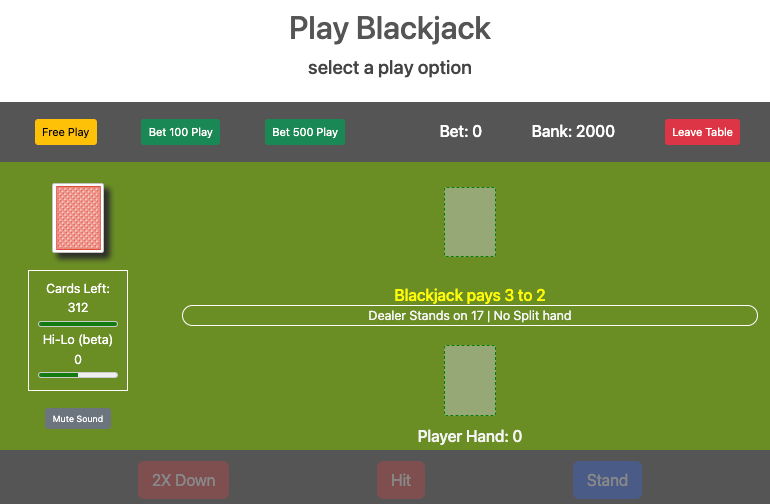 Play Blackjack
select a play option
Free Play
Bet 100 Play
Bet 500 Play
Bet: 0
Bank: 2000
Leave Table
Cards Left:
312
Hi-Lo (beta)
0
Mute Sound
Blackjack pays 3 to 2
Dealer Stands on 17 | No Split hand
Player Hand: 0
2X Down
Hit
Stand